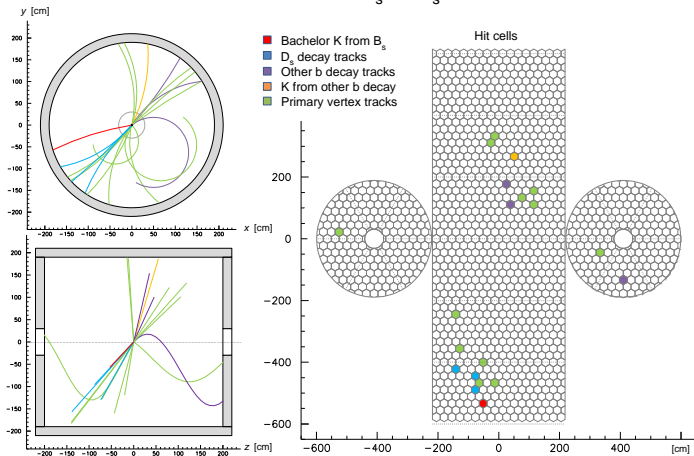 s s
y [cm]
200
150
100
50
0
−50
−100
−150
−200
−200 −150 −100 −50 0 50 100 150 200
x [cm]
Bachelor K from Bs
Ds decay tracks
Other b decay tracks
K from other b decay
Primary vertex tracks
Hit cells
200
150
100
50
0
−50
−100
−150
−200
−200 −150 −100 −50 0 50 100 150 200
z [cm]
200
0
−200
−400
−600
−600 −400 −200 0 200 400 [cm]